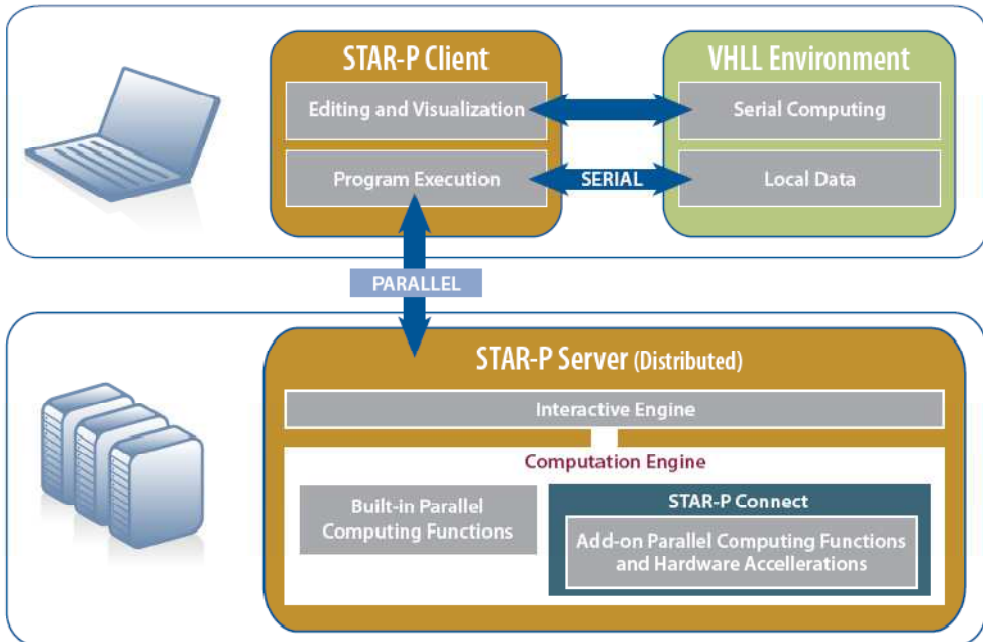 STAR-P Client
VHLL Environment
Editing and Visualization
Serial Computing
Program Execution
SERIAL
Local Data
PARALLEL
STAR-P Server (Distributed)
Interactive Engine
Computation Engine
Built-in Parallel
Computing Functions
STAR-P Connect
Add-on Parallel Computing Functions
and Hardware Accellerations